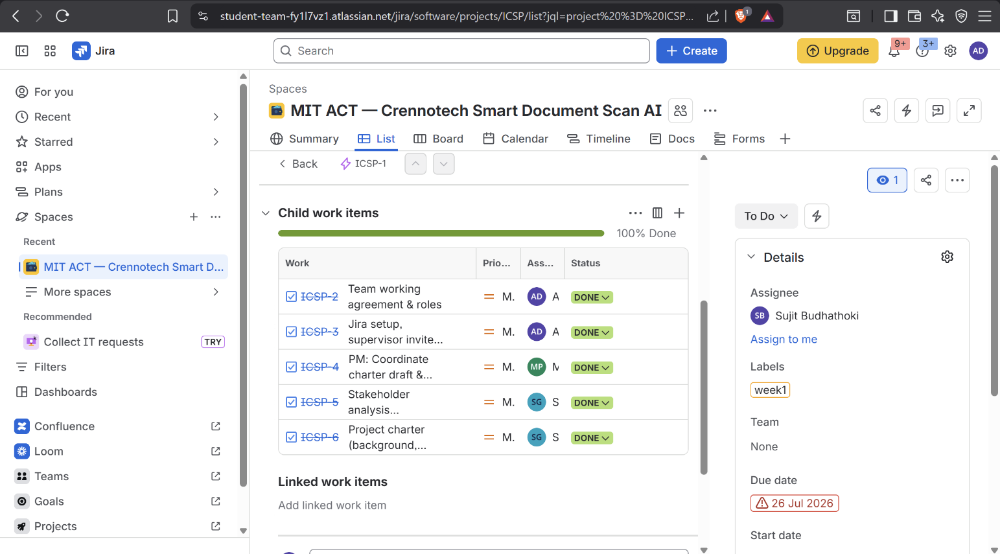 student-team-fy1l7vz1.atlassian.net/jira/software/projects/ICSP/list?jql=project%20%3D%20ICSP...
1
Jira
Search
Create
Upgrade
9+
3+
AD
For you
Recent
Starred
Apps
Plans
Spaces
Recent
MIT ACT — Crennotech Smart D...
More spaces
Recommended
Collect IT requests
TRY
Filters
Dashboards
Confluence
Loom
Teams
Goals
Projects
Spaces
MIT ACT — Crennotech Smart Document Scan AI
Summary
List
Board
Calendar
Timeline
Docs
Forms
Back
ICSP-1
Child work items
100% Done
Work Prio... Ass... Status
ICSP-2 Team working agreement & roles M. AD A DONE
ICSP-3 Jira setup, supervisor invite... M. AD A DONE
ICSP-4 PM: Coordinate charter draft &... M. MP M DONE
ICSP-5 Stakeholder analysis... M. SG S DONE
ICSP-6 Project charter (background,... M. SG S DONE
Linked work items
Add linked work item
1
To Do
Details
Assignee
SB Sujit Budhathoki
Assign to me
Labels
week1
Team
None
Due date
26 Jul 2026
Start date